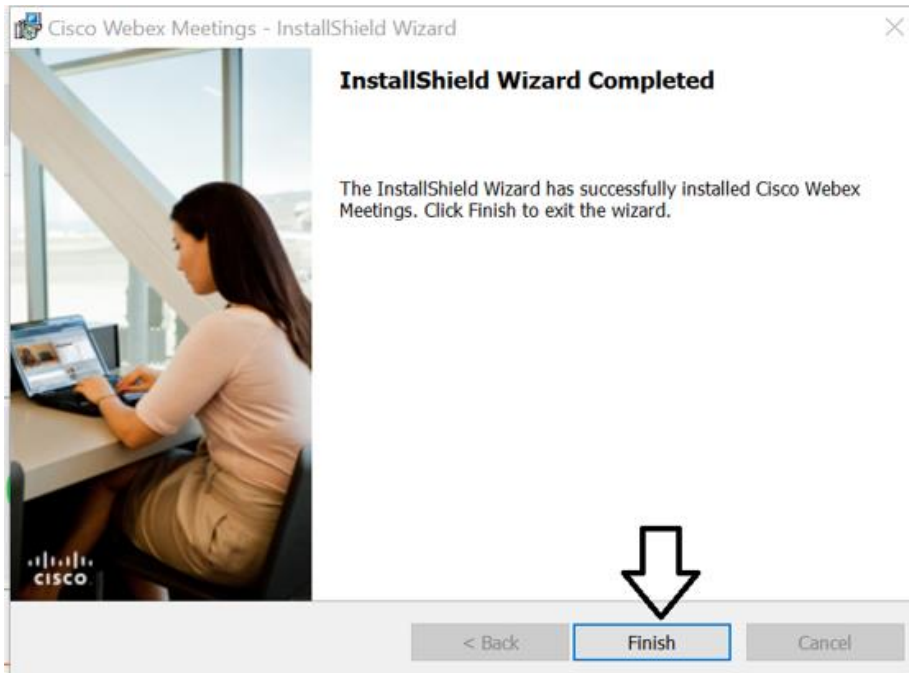 Cisco Webex Meetings - InstallShield Wizard
InstallShield Wizard Completed
The InstallShield Wizard has successfully installed Cisco Webex
Meetings. Click Finish to exit the wizard.
CISCO
< Back
Finish
Cancel